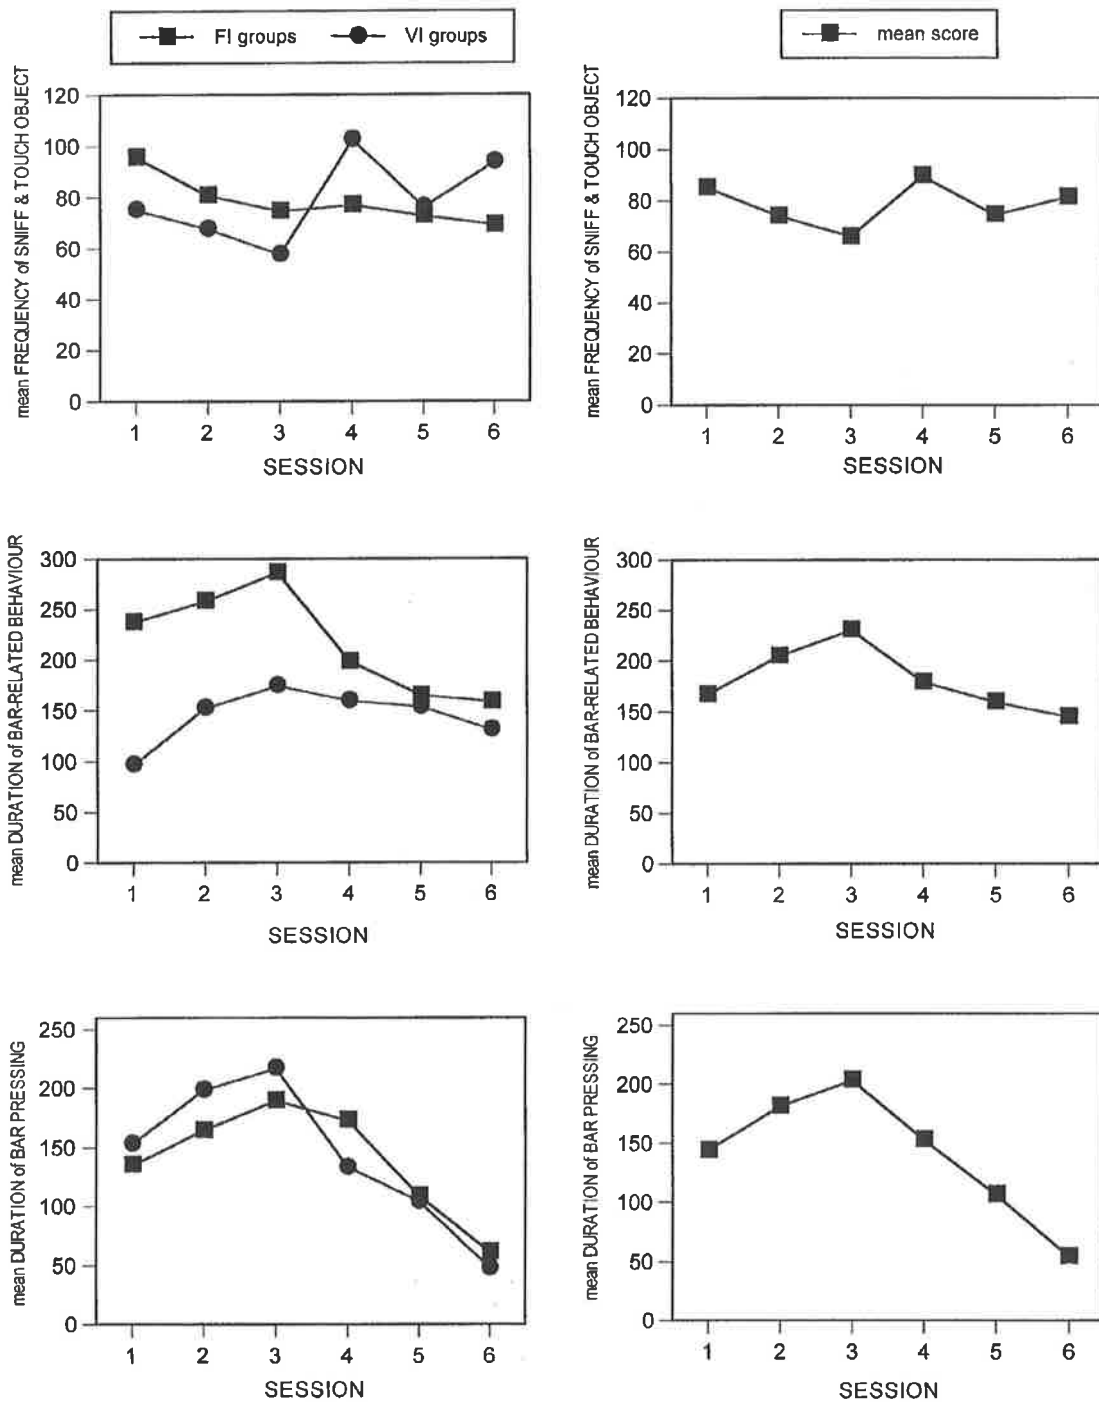 FI groups VI groups
mean score
mean FREQUENCY of SNIFF & TOUCH OBJECT
120
100
80
60
40
20
0
1 2 3 4 5 6
SESSION
mean FREQUENCY of SNIFF & TOUCH OBJECT
120
100
80
60
40
20
0
1 2 3 4 5 6
SESSION
mean DURATION of BAR-RELATED BEHAVIOUR
300
250
200
150
100
50
0
1 2 3 4 5 6
SESSION
mean DURATION of BAR-RELATED BEHAVIOUR
300
250
200
150
100
50
0
1 2 3 4 5 6
SESSION
mean DURATION of BAR PRESSING
250
200
150
100
50
0
1 2 3 4 5 6
SESSION
mean DURATION of BAR PRESSING
250
200
150
100
50
0
1 2 3 4 5 6
SESSION